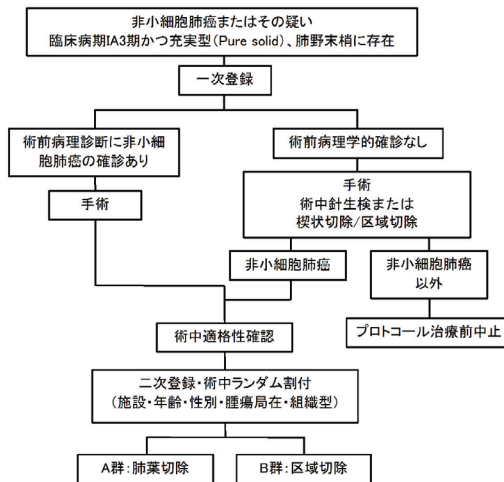 非小細胞肺癌またはその疑い
臨床病期IA3期かつ充実型(Pure solid)、肺野末梢に存在
一次登録
術前病理診断に非小細
胞肺癌の確診あり
術前病理学的確診なし
手術
手術
術中針生検または
楔状切除/区域切除
非小細胞肺癌
非小細胞肺癌
以外
術中適格性確認
プロトコール治療前中止
二次登録・術中ランダム割付
(施設・年齢・性別・腫瘍局在・組織型)
A群:肺葉切除
B群:区域切除